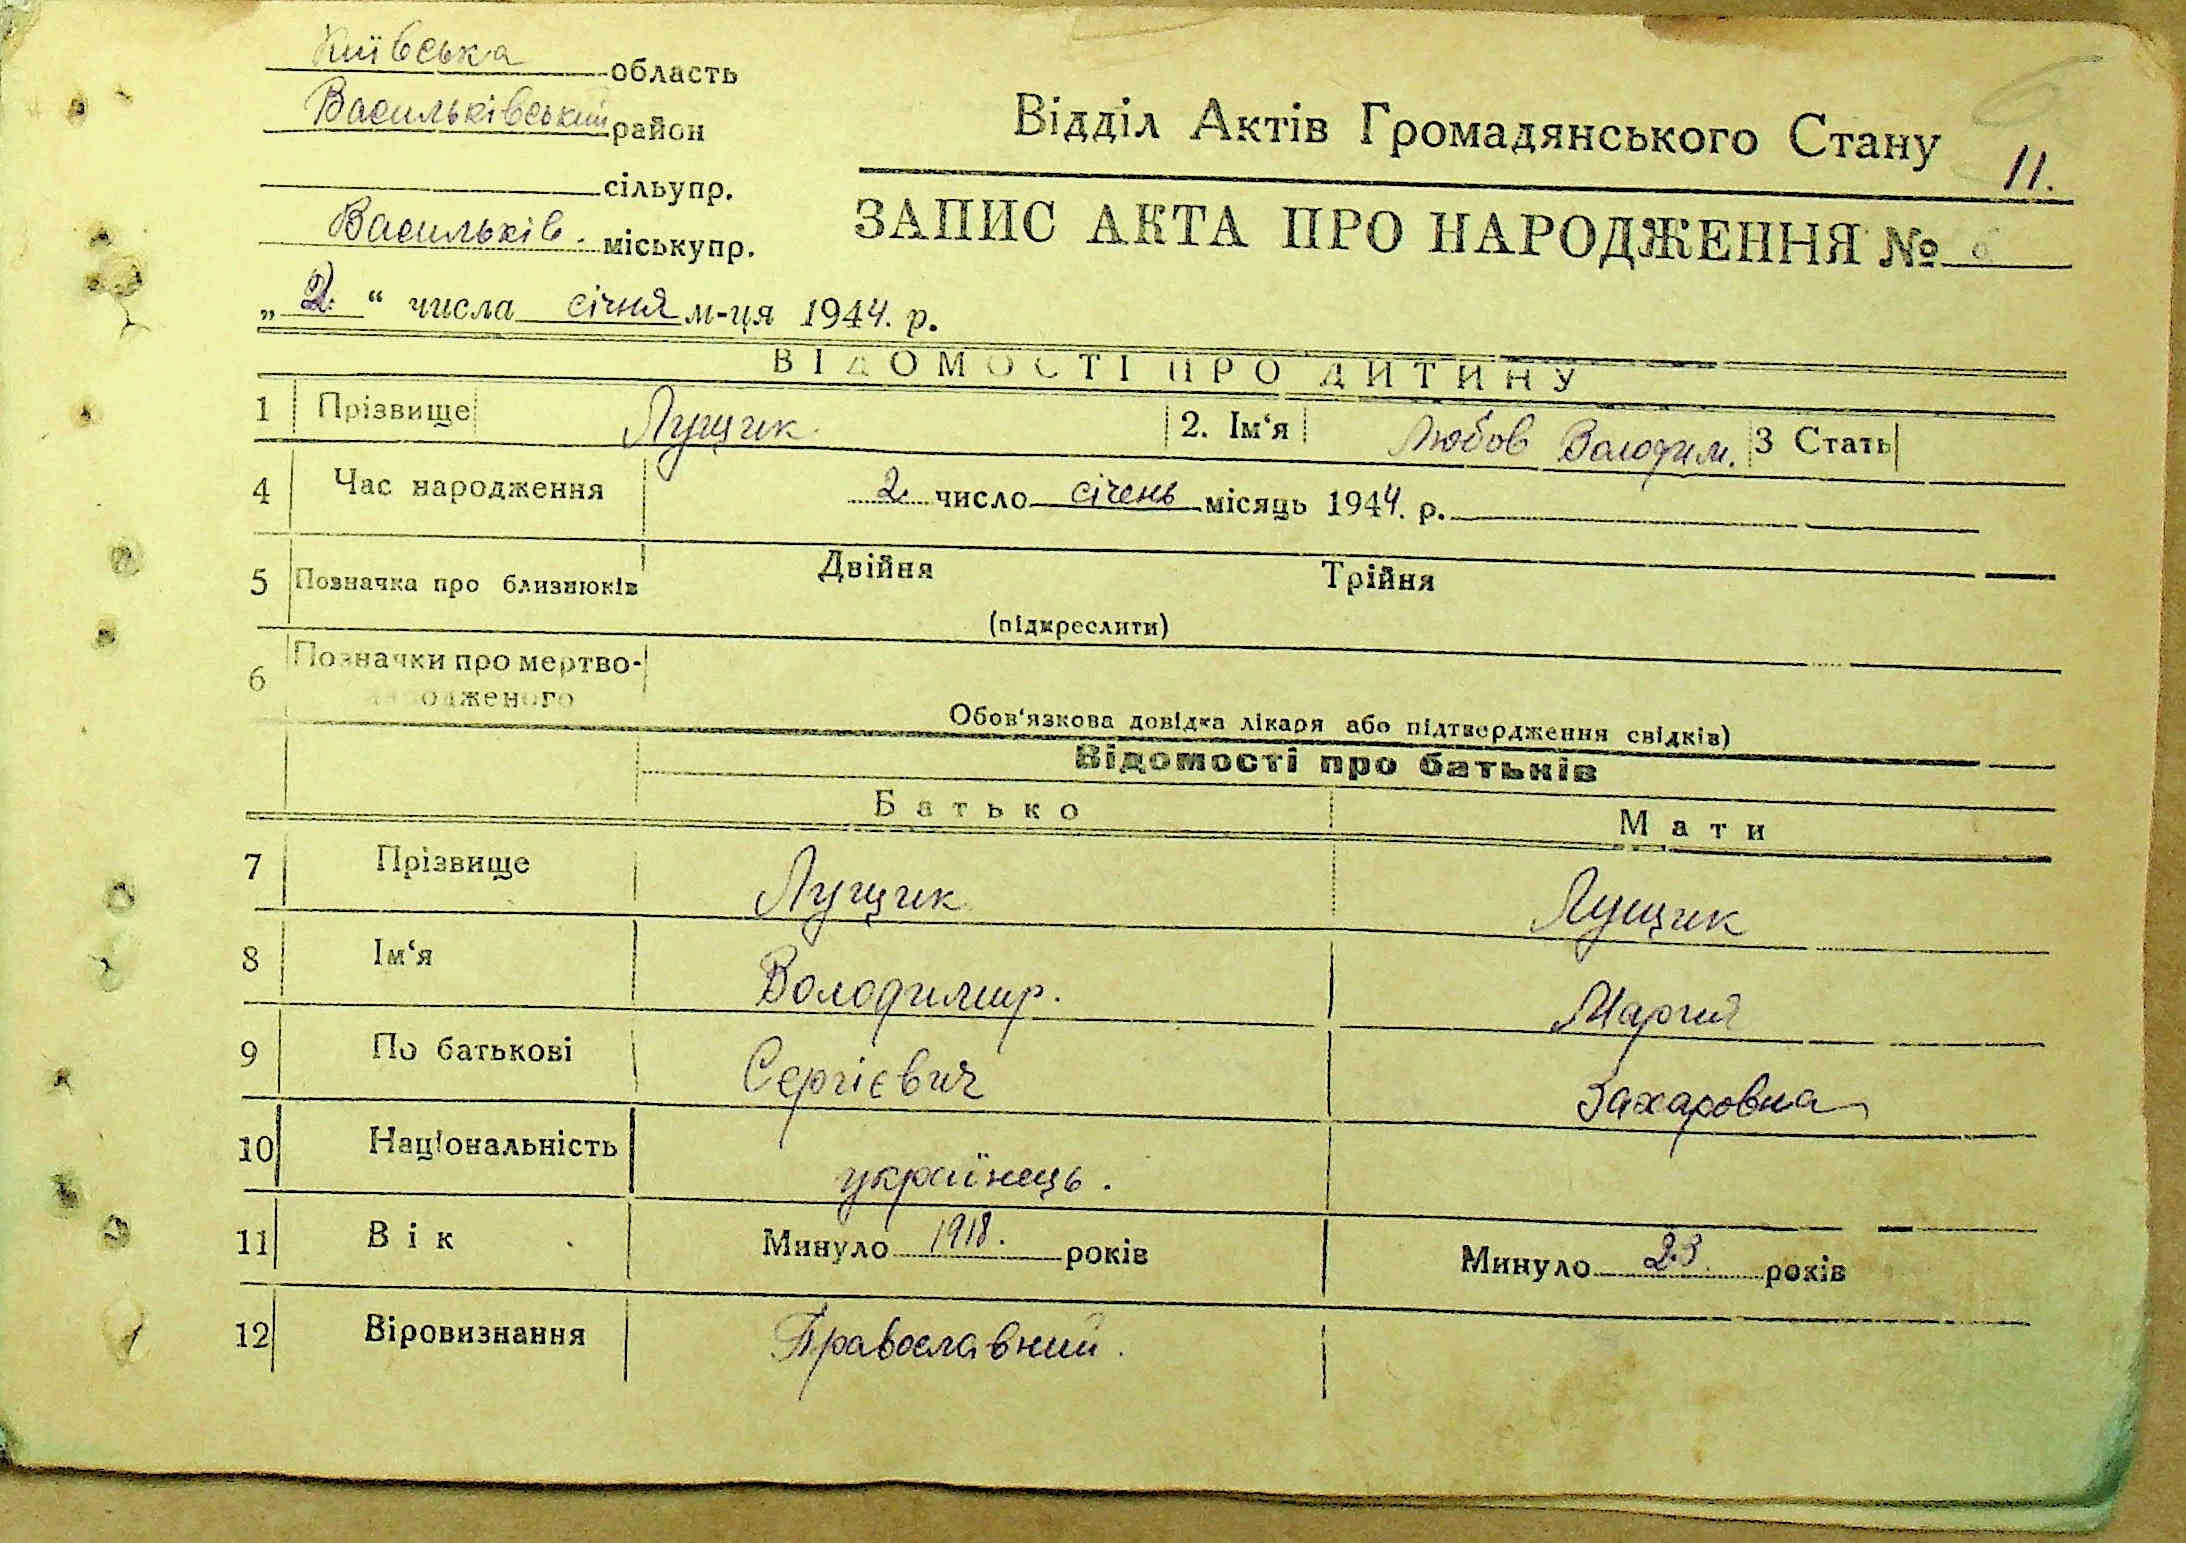 Київська область
Васильківський район
сільупр.
Васильків. міськупр.
„ 2. “ числа січня м-ця 1944. р.
Відділ Актів Громадянського Стану
11.
ЗАПИС АКТА ПРО НАРОДЖЕННЯ № 6
ВІДОМОСТІ ПРО ДИТИНУ
1 Прізвище Лущик 2. Ім‘я Любов Володим. 3 Стать
4 Час народження 2. число січень місяць 1944. р.
5 Позначка про близнюків Двійня Трійня
(підкреслити)
6 Позначки про мертво-
народженого
Обов‘язкова довідка лікаря або підтвердження свідків)
Відомості про батьків
Батько Мати
7 Прізвище Лущик Лущик
8 Ім‘я Володимир. Мария
9 По батькові Сергієвич Захаровна
10 Національність українець.
11 Вік Минуло 1918. років Минуло 23. років
12 Віровизнання Православний.